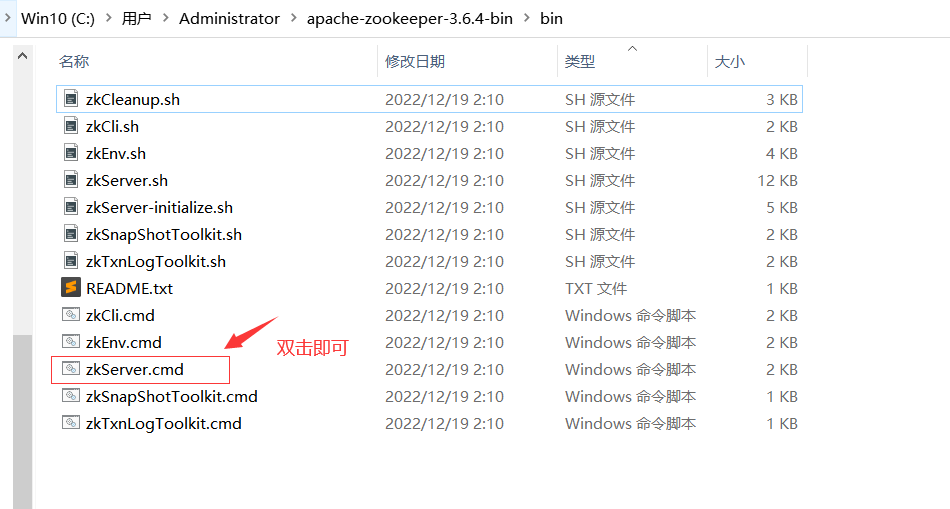 Win10 (C:) > 用户 > Administrator > apache-zookeeper-3.6.4-bin > bin
名称 修改日期 类型 大小
zkCleanup.sh 2022/12/19 2:10 SH 源文件 3 KB
zkCli.sh 2022/12/19 2:10 SH 源文件 2 KB
zkEnv.sh 2022/12/19 2:10 SH 源文件 4 KB
zkServer.sh 2022/12/19 2:10 SH 源文件 12 KB
zkServer-initialize.sh 2022/12/19 2:10 SH 源文件 5 KB
zkSnapShotToolkit.sh 2022/12/19 2:10 SH 源文件 2 KB
zkTxnLogToolkit.sh 2022/12/19 2:10 SH 源文件 2 KB
README.txt 2022/12/19 2:10 TXT 文件 1 KB
zkCli.cmd 2022/12/19 2:10 Windows 命令脚本 2 KB
zkEnv.cmd 2022/12/19 2:10 Windows 命令脚本 2 KB
双击即可
zkServer.cmd 2022/12/19 2:10 Windows 命令脚本 2 KB
zkSnapShotToolkit.cmd 2022/12/19 2:10 Windows 命令脚本 1 KB
zkTxnLogToolkit.cmd 2022/12/19 2:10 Windows 命令脚本 1 KB